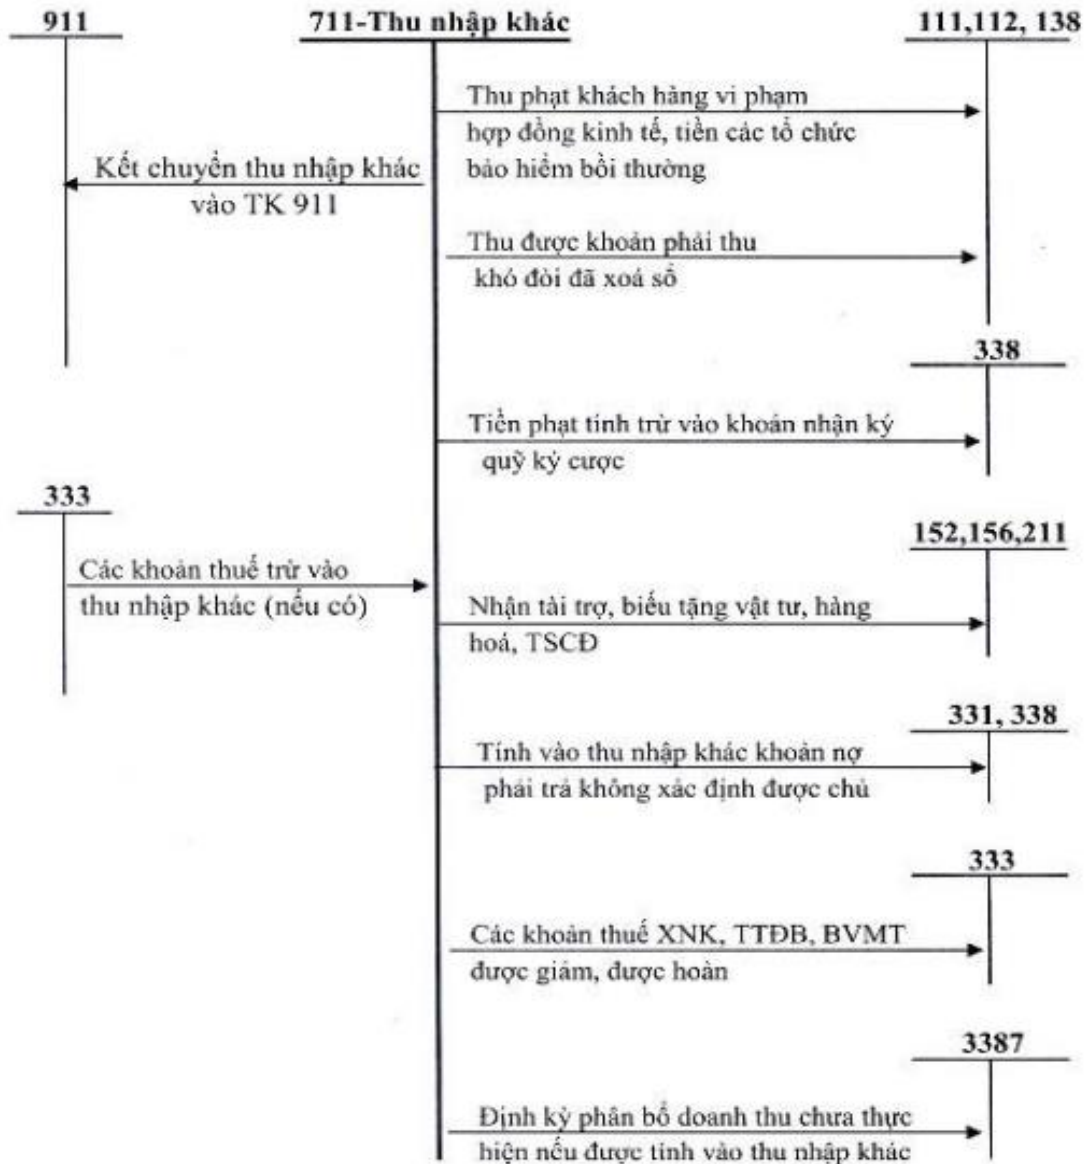 911
711-Thu nhập khác
111,112, 138
Thu phạt khách hàng vi phạm
hợp đồng kinh tế, tiền các tổ chức
bảo hiểm bồi thường
Kết chuyển thu nhập khác
vào TK 911
Thu được khoản phải thu
khó đòi đã xoá sổ
338
Tiền phạt tính trừ vào khoản nhận ký
quỹ ký cược
333
152,156,211
Các khoản thuế trừ vào
thu nhập khác (nếu có)
Nhận tài trợ, biếu tặng vật tư, hàng
hoá, TSCĐ
331, 338
Tính vào thu nhập khác khoản nợ
phải trả không xác định được chủ
333
Các khoản thuế XNK, TTĐB, BVMT
được giảm, được hoàn
3387
Định kỳ phân bổ doanh thu chưa thực
hiện nếu được tính vào thu nhập khác